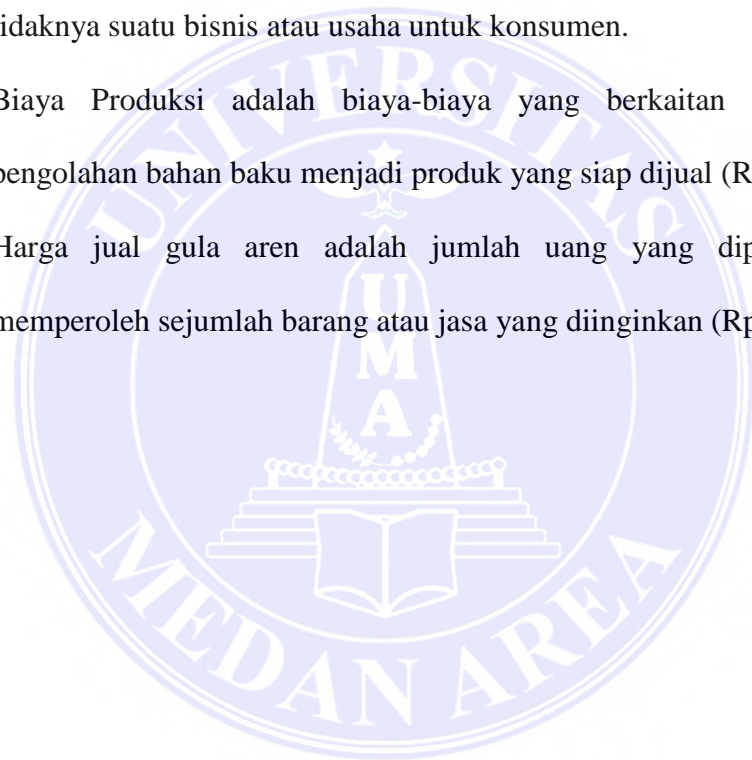 idaknya suatu bisnis atau usaha untuk konsumen.
Biaya Produksi adalah biaya-biaya yang berkaitan
pengolahan bahan baku menjadi produk yang siap dijual (R
Harga jual gula aren adalah jumlah uang yang dip
memperoleh sejumlah barang atau jasa yang diinginkan (Rp
UNIVERSITAS
UMA
MEDAN AREA